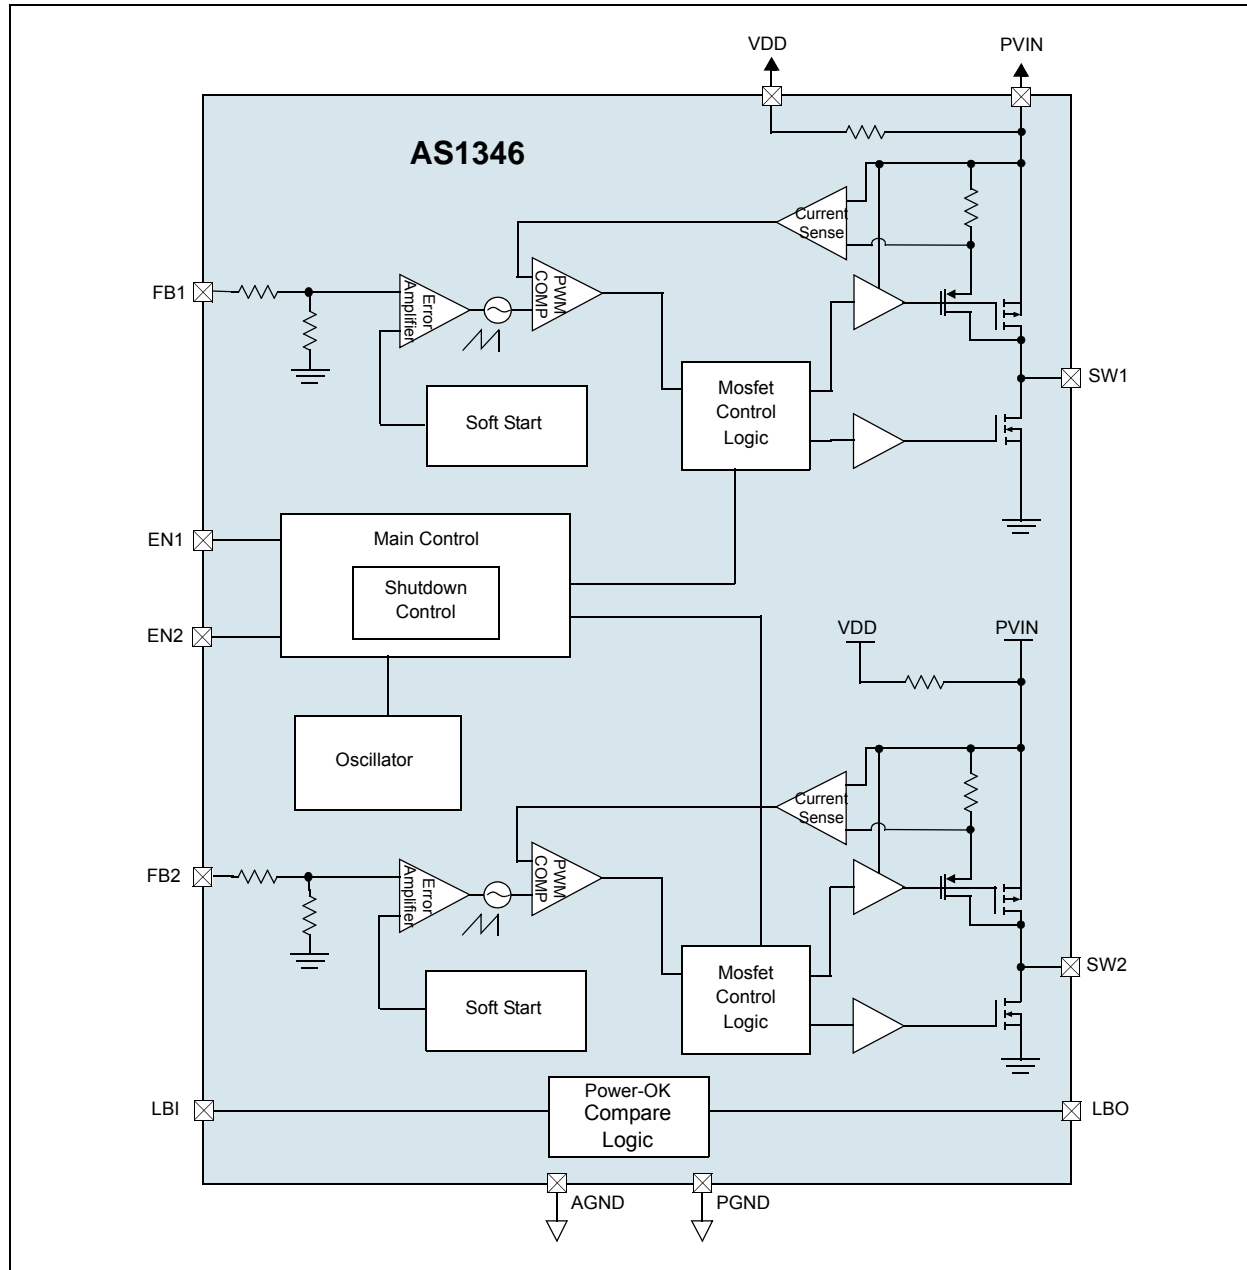 VDD
PVIN
AS1346
Current
Sense
FB1
Error
Amplifier
PWM
COMP
SW1
Mosfet
Control
Logic
Soft Start
EN1
Main Control
Shutdown
Control
EN2
VDD
PVIN
Oscillator
Current
Sense
FB2
Error
Amplifier
PWM
COMP
SW2
Mosfet
Control
Logic
Soft Start
LBI
Power-OK
Compare
Logic
LBO
AGND
PGND